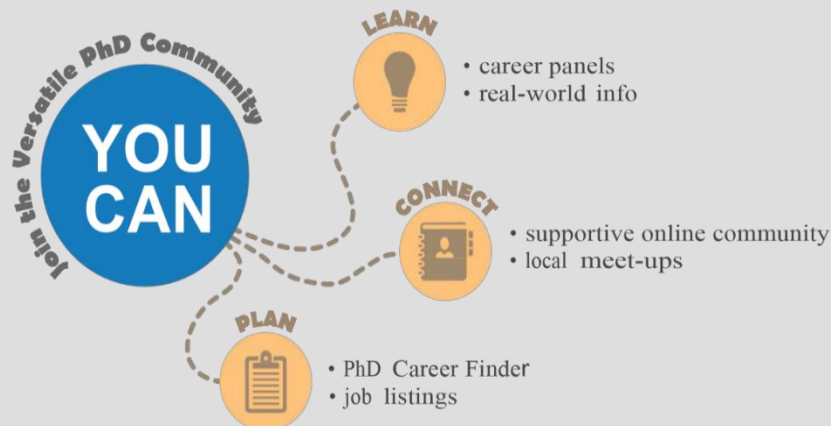 Join the Versatile PhD Community
YOU
CAN
LEARN
• career panels
• real-world info
CONNECT
• supportive online community
• local meet-ups
PLAN
• PhD Career Finder
• job listings